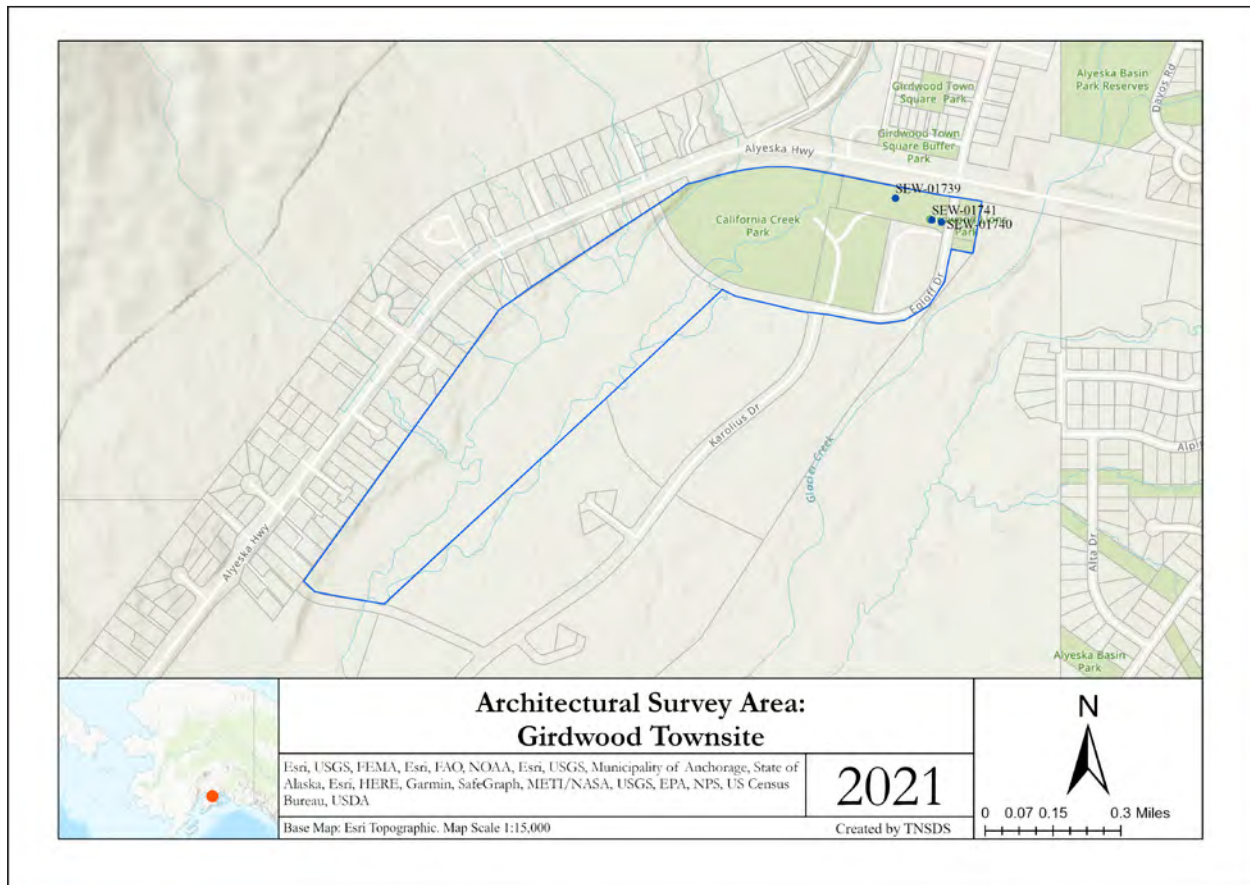 Alyeska Basin
Park Reserves
Davos Rd
Girdwood Town
Square Park
Girdwood Town
Square Buffer
Park
Alyeska Hwy
SEW-01739
California Creek
Park
SEW-01741
SEW-01740
Egloff Dr
Karolius Dr
Glacier Creek
Alyeska Hwy
Alta Dr
Alyeska Basin
Park
Architectural Survey Area:
Girdwood Townsite
Esri, USGS, FEMA, Esri, FAO, NOAA, Esri, USGS, Municipality of Anchorage, State of
Alaska, Esri, HERE, Garmin, SafeGraph, METI/NASA, USGS, EPA, NPS, US Census
Bureau, USDA
Base Map: Esri Topographic. Map Scale 1:15,000
2021
Created by TNSDS
N
0 0.07 0.15 0.3 Miles